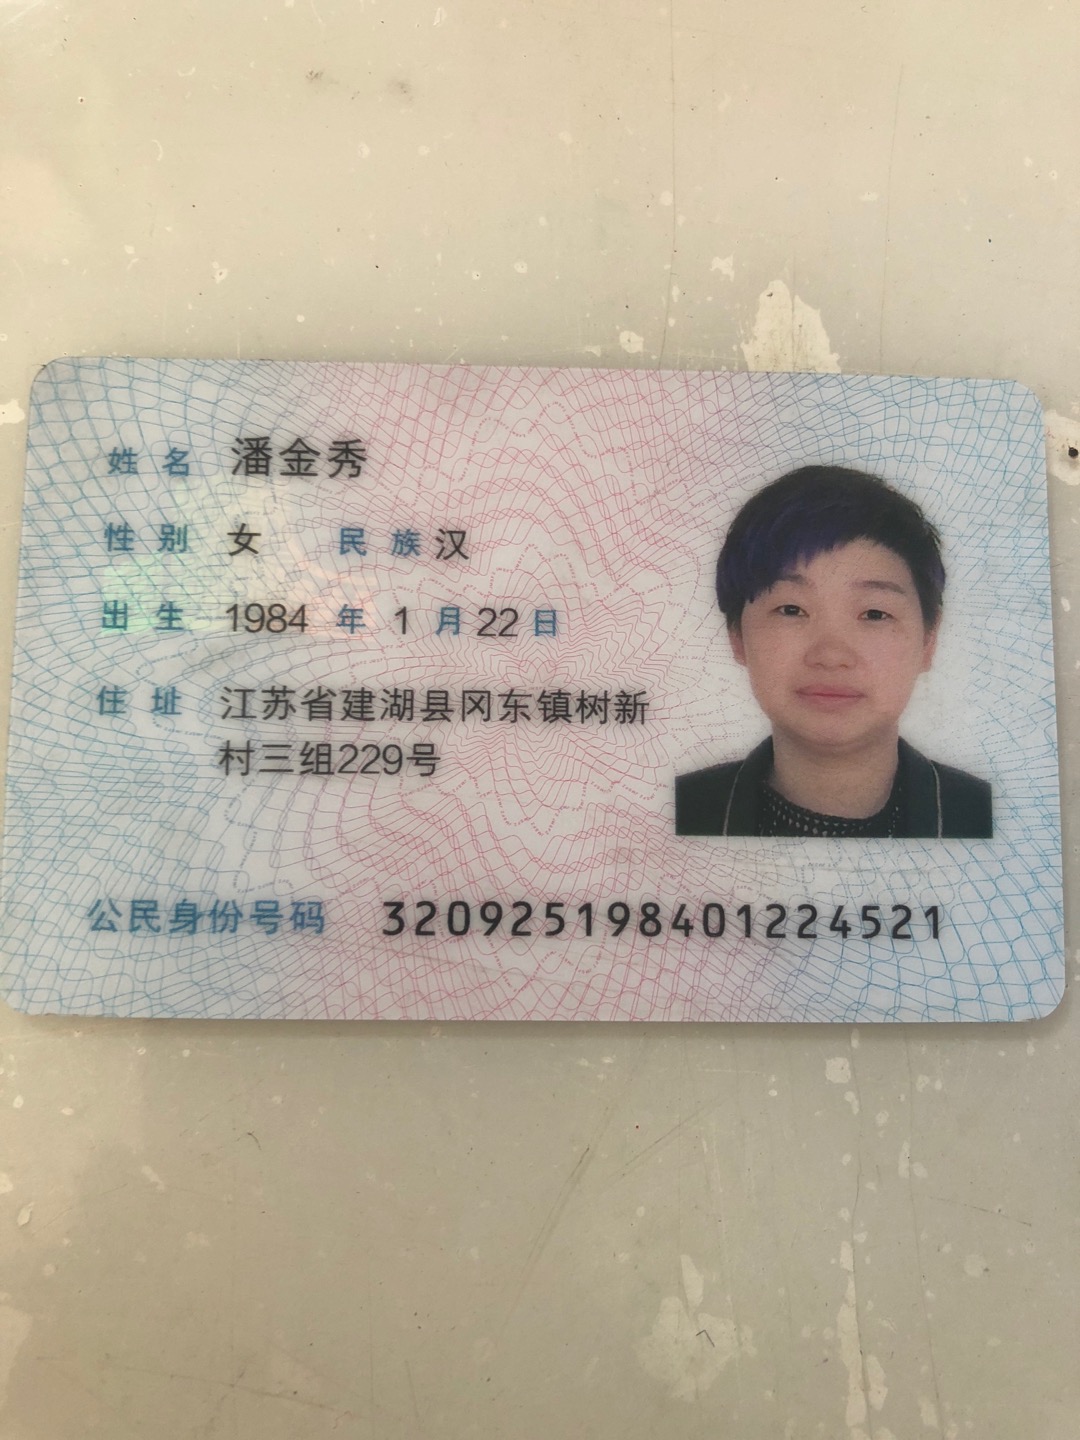 姓名 潘金秀
性别 女 民族 汉
出生 1984 年 1 月 22 日
住址 江苏省建湖县冈东镇树新
村三组229号
公民身份号码 320925198401224521